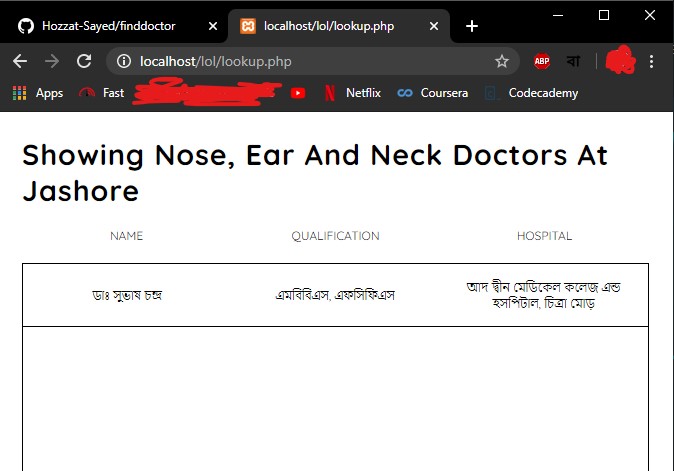 Hozzat-Sayed/finddoctor
localhost/lol/lookup.php
localhost/lol/lookup.php
ABP
বা
Apps
Fast
Netflix
Coursera
Codecademy
Showing Nose, Ear And Neck Doctors At
Jashore
NAME QUALIFICATION HOSPITAL
ডাঃ সুভাষ চন্দ্র
এমবিবিএস, এফসিফিএস
আদ দ্বীন মেডিকেল কলেজ এন্ড
হসপিটাল, চিত্রা মোড়